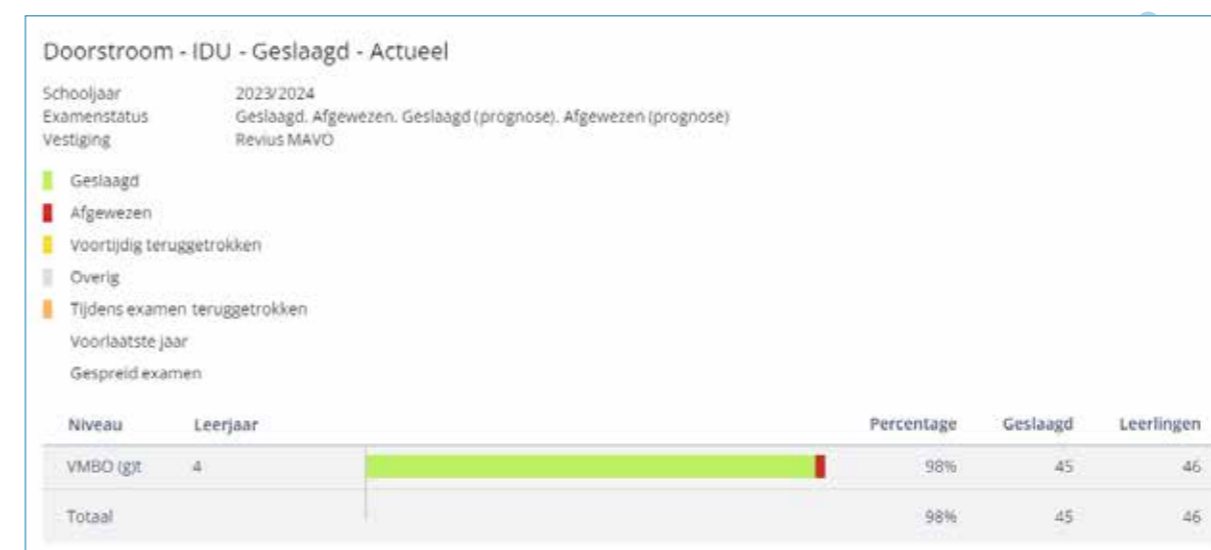 Doorstroom - IDU - Geslaagd - Actueel
Schooljaar 2023/2024
Examenstatus Geslaagd. Afgewezen. Geslaagd (prognose). Afgewezen (prognose)
Vestiging Revius MAVO
Geslaagd
Afgewezen
Voortijdig teruggetrokken
Overig
Tijdens examen teruggetrokken
Voorlaatste jaar
Gespreid examen
Niveau Leerjaar Percentage Geslaagd Leerlingen
VMBO (g)t 4 98% 45 46
Totaal 98% 45 46